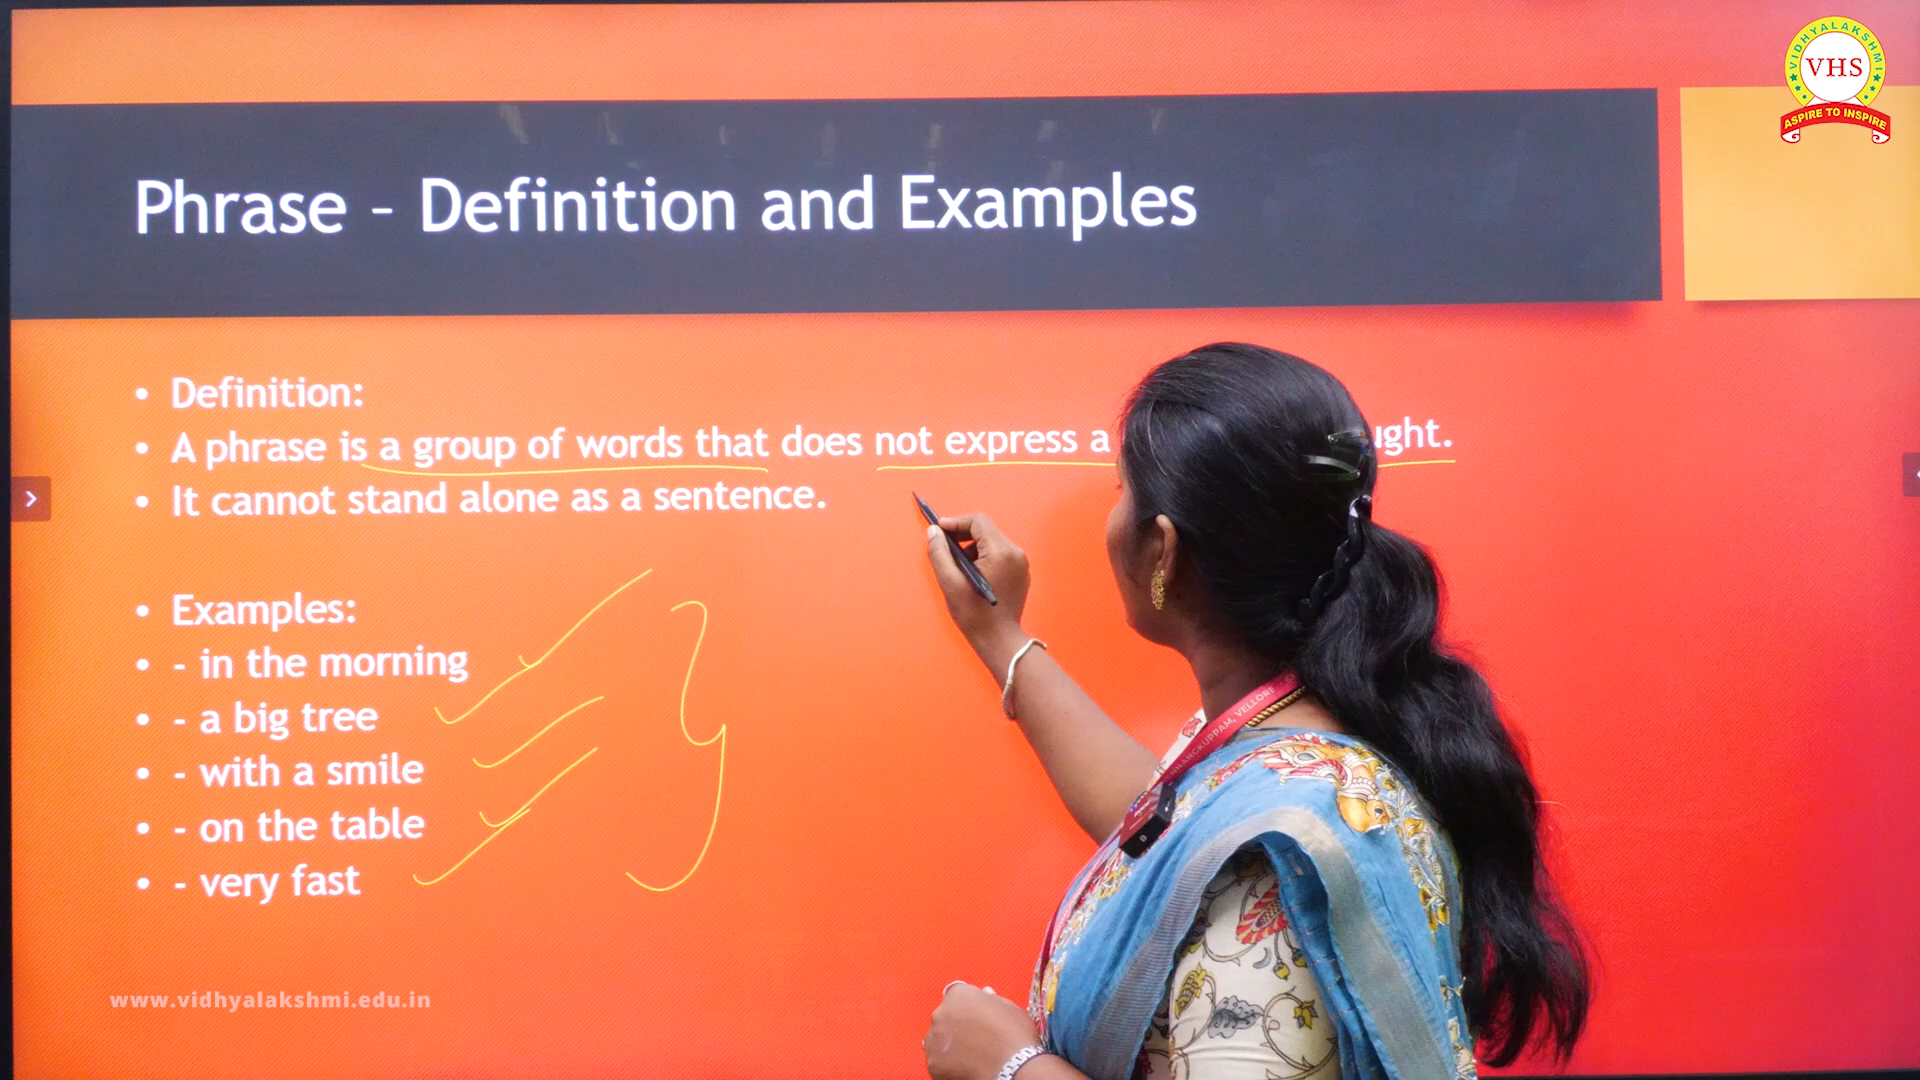 VIDHYALAKSHMI
VHS
ASPIRE TO INSPIRE
Phrase – Definition and Examples
• Definition:
• A phrase is a group of words that does not express a ught.
• It cannot stand alone as a sentence.
• Examples:
• - in the morning
• - a big tree
• - with a smile
• - on the table
• - very fast
NNANGKUPPAM, VELLORE
www.vidhyalakshmi.edu.in